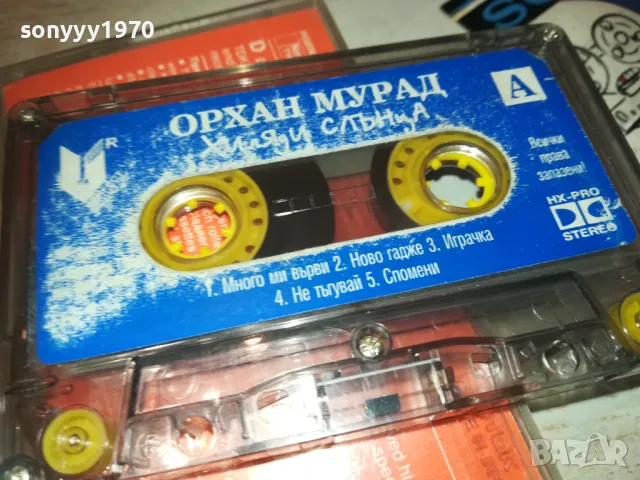 sonyyy1970
ОРХАН МУРАД
ХИЛЯДИ СЛЪНЦА
A
R
Всички
права
запазени!
HX-PRO
STEREO
1. Много ми върви 2. Ново гадже 3. Играчка
4. Не тъгувай 5. Спомени
BAZAR